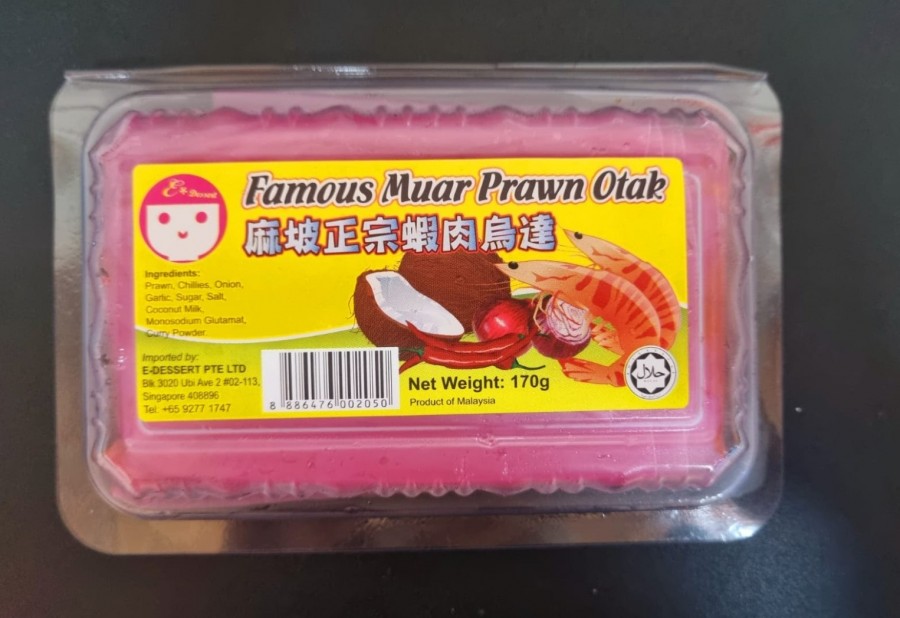 E Dessert
Famous Muar Prawn Otak
麻坡正宗蝦肉烏達
Ingredients:
Prawn, Chillies, Onion,
Garlic, Sugar, Salt,
Coconut Milk,
Monosodium Glutamat,
Curry Powder.
Imported by:
E-DESSERT PTE LTD
Blk 3020 Ubi Ave 2 #02-113,
Singapore 408896
Tel: +65 9277 1747
8 886476 002050
Net Weight: 170g
Product of Malaysia
حلال